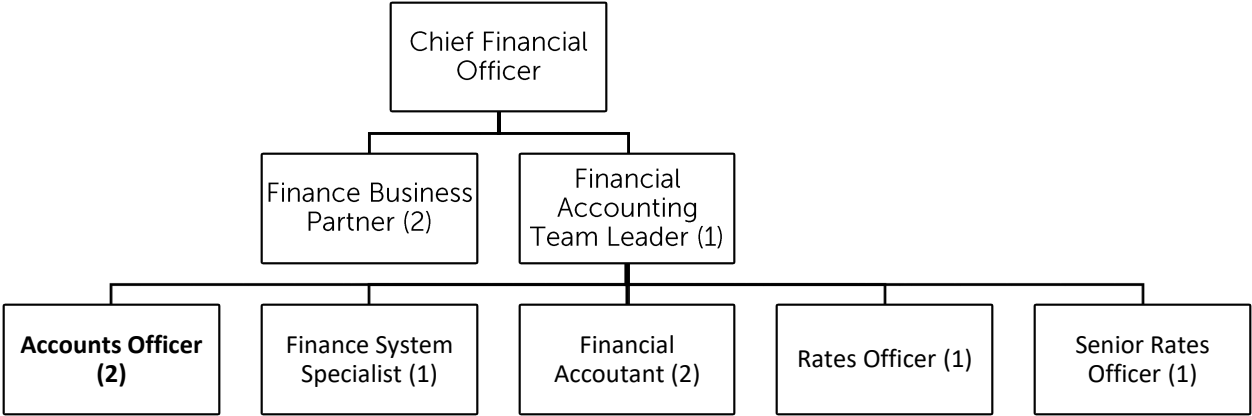 Chief Financial
Officer
Finance Business
Partner (2)
Financial
Accounting
Team Leader (1)
Accounts Officer
(2)
Finance System
Specialist (1)
Financial
Accoutant (2)
Rates Officer (1)
Senior Rates
Officer (1)